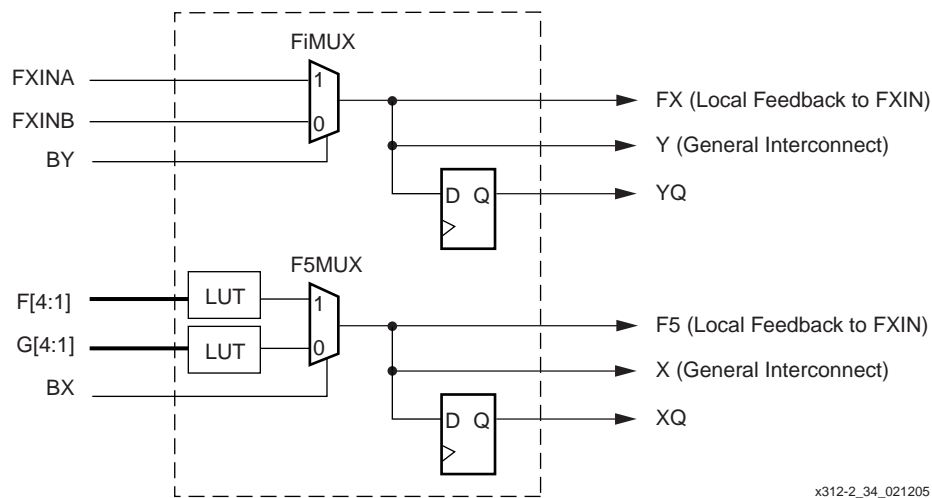 FiMUX
FXINA
1
FX (Local Feedback to FXIN)
FXINB
0
Y (General Interconnect)
BY
D Q
YQ
F5MUX
F[4:1]
LUT
1
F5 (Local Feedback to FXIN)
G[4:1]
LUT
0
X (General Interconnect)
BX
D Q
XQ
x312-2_34_021205